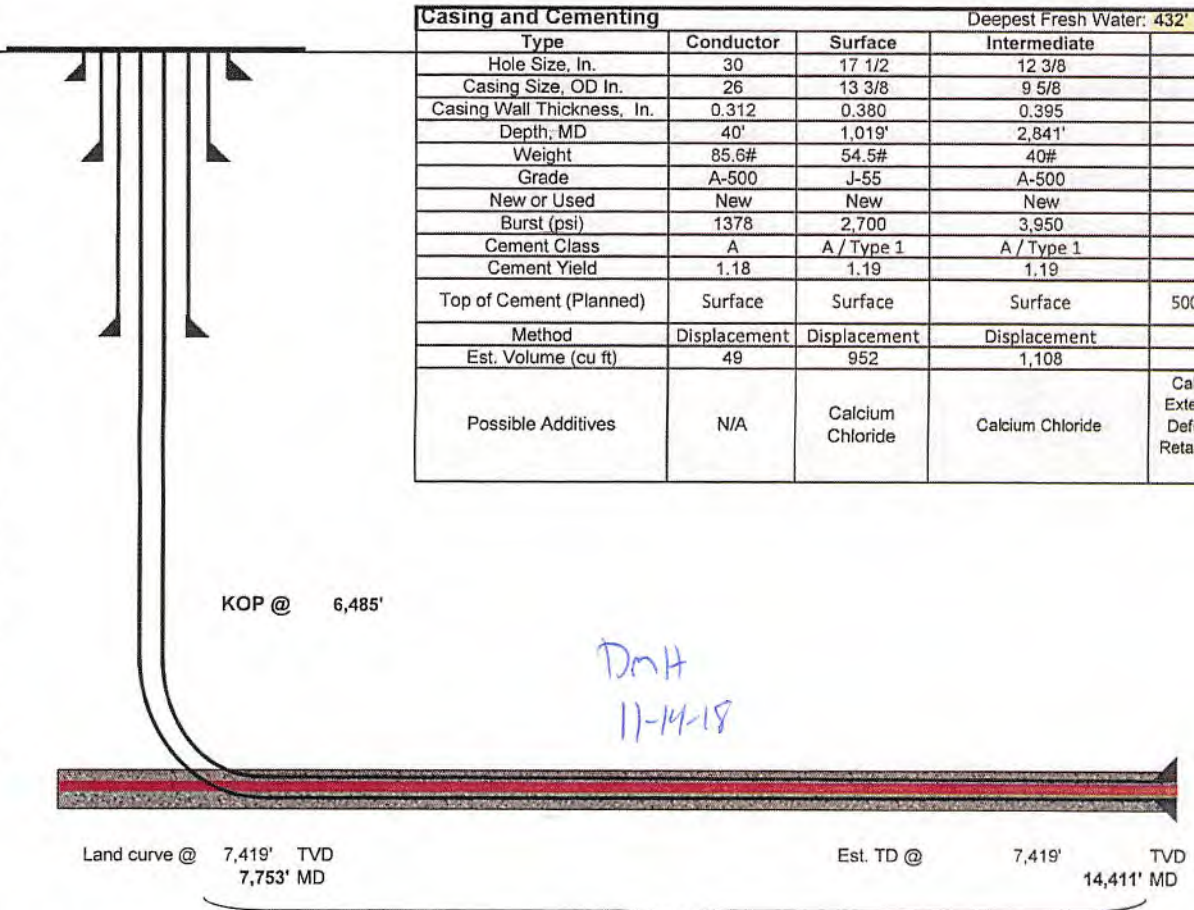 Casing and Cementing Deepest Fresh Water: 432'
Type Conductor Surface Intermediate
Hole Size, In. 30 17 1/2 12 3/8
Casing Size, OD In. 26 13 3/8 9 5/8
Casing Wall Thickness, In. 0.312 0.380 0.395
Depth, MD 40' 1,019' 2,841'
Weight 85.6# 54.5# 40#
Grade A-500 J-55 A-500
New or Used New New New
Burst (psi) 1378 2,700 3,950
Cement Class A A / Type 1 A / Type 1
Cement Yield 1.18 1.19 1.19
Top of Cement (Planned) Surface Surface Surface 500
Method Displacement Displacement Displacement
Est. Volume (cu ft) 49 952 1,108
Possible Additives N/A Calcium Chloride Calcium Chloride
KOP @ 6,485'
DmH
11-14-18
Land curve @ 7,419' TVD
7,753' MD
Est. TD @ 7,419' TVD
14,411' MD